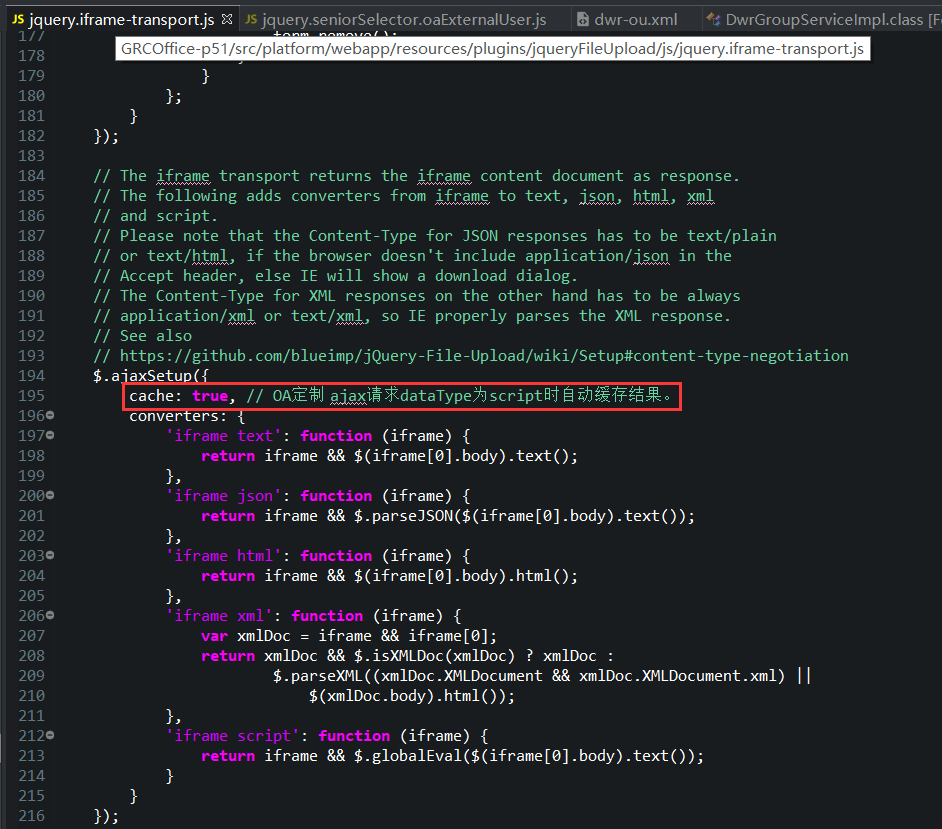 jquery.iframe-transport.js
jquery.seniorSelector.oaExternalUser.js
dwr-ou.xml
DwrGroupServiceImpl.class [F
177
GRCOffice-p51/src/platform/webapp/resources/plugins/jqueryFileUpload/js/jquery.iframe-transport.js
178
179 }
180 };
181 }
182 });
183
184 // The iframe transport returns the iframe content document as response.
185 // The following adds converters from iframe to text, json, html, xml
186 // and script.
187 // Please note that the Content-Type for JSON responses has to be text/plain
188 // or text/html, if the browser doesn't include application/json in the
189 // Accept header, else IE will show a download dialog.
190 // The Content-Type for XML responses on the other hand has to be always
191 // application/xml or text/xml, so IE properly parses the XML response.
192 // See also
193 // https://github.com/blueimp/jQuery-File-Upload/wiki/Setup#content-type-negotiation
194 $.ajaxSetup({
195 cache: true, // OA定制 ajax请求dataType为script时自动缓存结果。
196 converters: {
197 'iframe text': function (iframe) {
198 return iframe && $(iframe[0].body).text();
199 },
200 'iframe json': function (iframe) {
201 return iframe && $.parseJSON($(iframe[0].body).text());
202 },
203 'iframe html': function (iframe) {
204 return iframe && $(iframe[0].body).html();
205 },
206 'iframe xml': function (iframe) {
207 var xmlDoc = iframe && iframe[0];
208 return xmlDoc && $.isXMLDoc(xmlDoc) ? xmlDoc :
209 $.parseXML((xmlDoc.XMLDocument && xmlDoc.XMLDocument.xml) ||
210 $(xmlDoc.body).html());
211 },
212 'iframe script': function (iframe) {
213 return iframe && $.globalEval($(iframe[0].body).text());
214 }
215 }
216 });